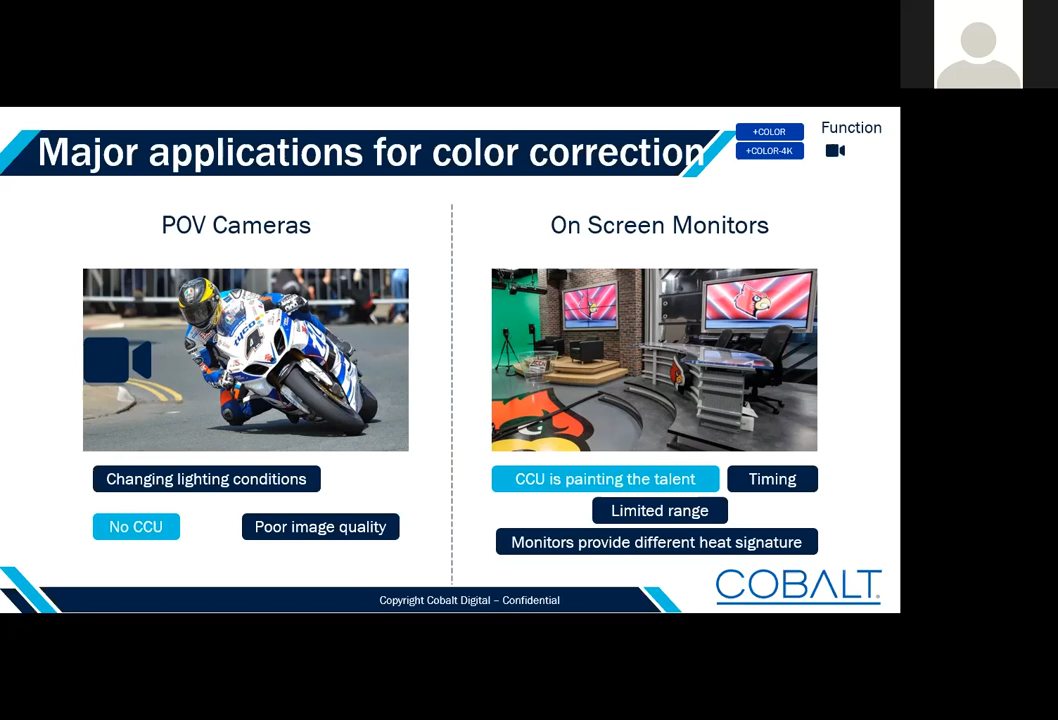 Major applications for color correction
+COLOR
+COLOR-4K
Function
POV Cameras
On Screen Monitors
Changing lighting conditions
No CCU
Poor image quality
CCU is painting the talent
Timing
Limited range
Monitors provide different heat signature
Copyright Cobalt Digital – Confidential
COBALT